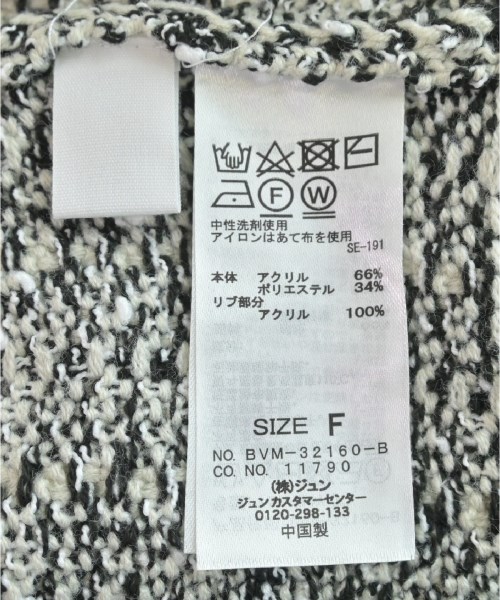 F W
中性洗剤使用
アイロンはあて布を使用
SE-191
本体 アクリル 66%
ポリエステル 34%
リブ部分
アクリル 100%
SIZE F
NO. BVM-32160-B
CO. NO. 11790
(株)ジュン
ジュンカスタマーセンター
0120-298-133
中国製